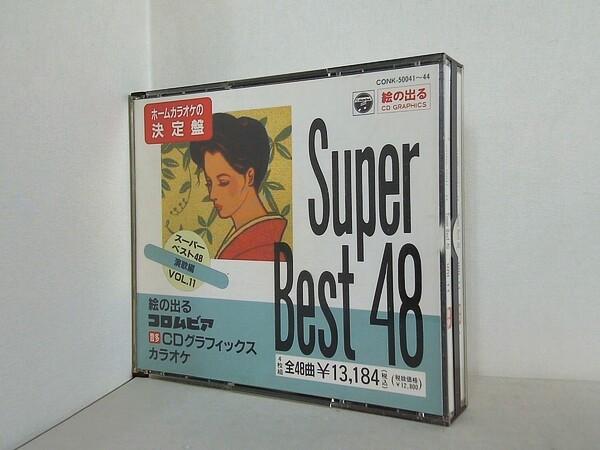 CONK-50041～44
絵の出る
CD GRAPHICS
ホームカラオケの
決定盤
Super
Best 48
スーパー
ベスト48
演歌編
VOL.11
絵の出る
コロムビア
音多 CDグラフィックス
カラオケ
4枚組 全48曲 ¥13,184 (税込) (税抜価格 ¥12,800)